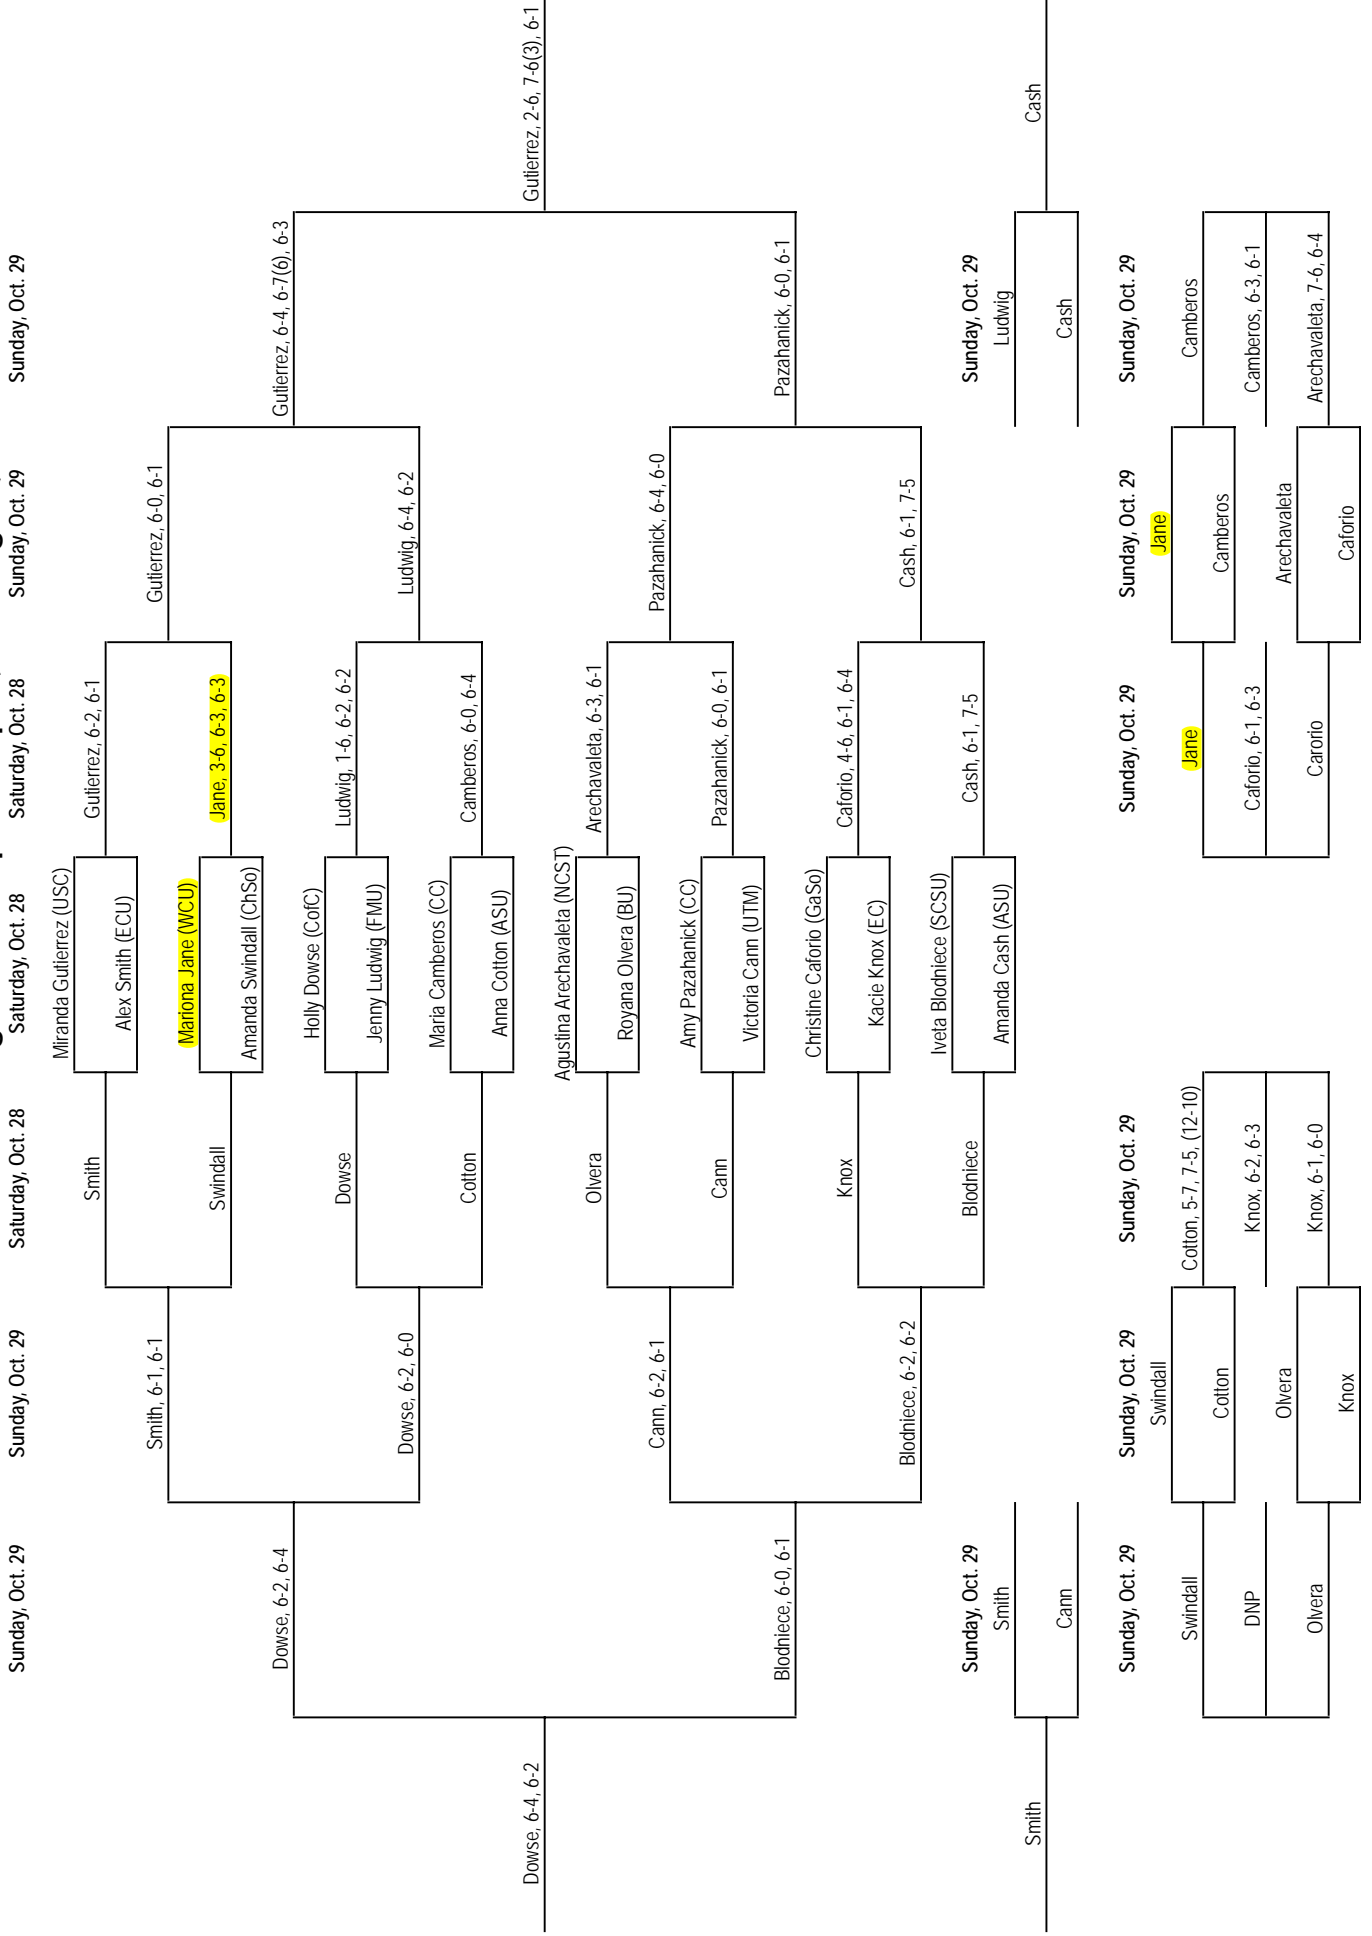 Sunday, Oct. 29 Sunday, Oct. 29 Saturday, Oct. 28 Saturday, Oct. 28 Saturday, Oct. 28 Sunday, Oct. 29 Sunday, Oct. 29
Miranda Gutierrez (USC)
Smith Gutierrez, 6-2, 6-1
Alex Smith (ECU)
Smith, 6-1, 6-1 Gutierrez, 6-0, 6-1
Mariona Jane (WCU)
Swindall Jane, 3-6, 6-3, 6-3
Amanda Swindall (ChSo)
Dowse, 6-2, 6-4 Gutierrez, 6-4, 6-7(6), 6-3
Holly Dowse (CofC)
Dowse Ludwig, 1-6, 6-2, 6-2
Jenny Ludwig (FMU)
Dowse, 6-2, 6-0 Ludwig, 6-4, 6-2
Maria Camberos (CC)
Cotton Camberos, 6-0, 6-4
Anna Cotton (ASU)
Dowse, 6-4, 6-2 Gutierrez, 2-6, 7-6(3), 6-1
Agustina Arechavaleta (NCST)
Olvera Arechavaleta, 6-3, 6-1
Royana Olvera (BU)
Cann, 6-2, 6-1 Pazahanick, 6-4, 6-0
Amy Pazahanick (CC)
Cann Pazahanick, 6-0, 6-1
Victoria Cann (UTM)
Blodniece, 6-0, 6-1 Pazahanick, 6-0, 6-1
Christine Caforio (GaSo)
Knox Caforio, 4-6, 6-1, 6-4
Kacie Knox (EC)
Blodniece, 6-2, 6-2 Cash, 6-1, 7-5
Iveta Blodniece (SCSU)
Blodniece Cash, 6-1, 7-5
Sunday, Oct. 29 Sunday, Oct. 29
Smith Amanda Cash (ASU) Ludwig
Smith Cash
Cann Cash
Sunday, Oct. 29 Sunday, Oct. 29 Sunday, Oct. 29 Sunday, Oct. 29 Sunday, Oct. 29 Sunday, Oct. 29
Swindall Jane
Swindall Cotton, 5-7, 7-5, (12-10) Jane Camberos
Cotton Camberos
DNP Knox, 6-2, 6-3 Caforio, 6-1, 6-3 Camberos, 6-3, 6-1
Olvera Arechavaleta
Olvera Knox, 6-1, 6-0 Carorio Arechavaleta, 7-6, 6-4
Knox Caforio